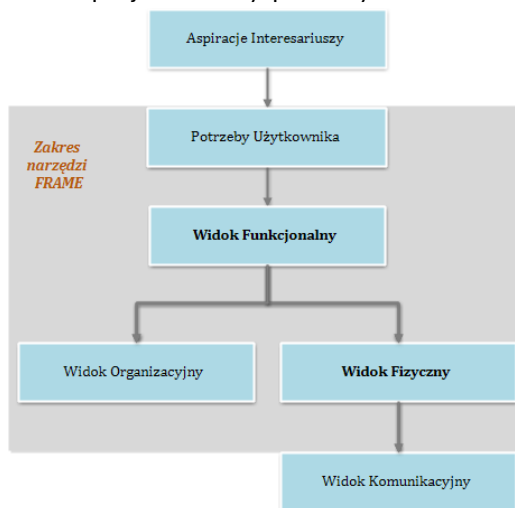 Aspiracje Interesariuszy
Potrzeby Użytkownika
Zakres
narzędzi
FRAME
Widok Funkcjonalny
Widok Organizacyjny
Widok Fizyczny
Widok Komunikacyjny